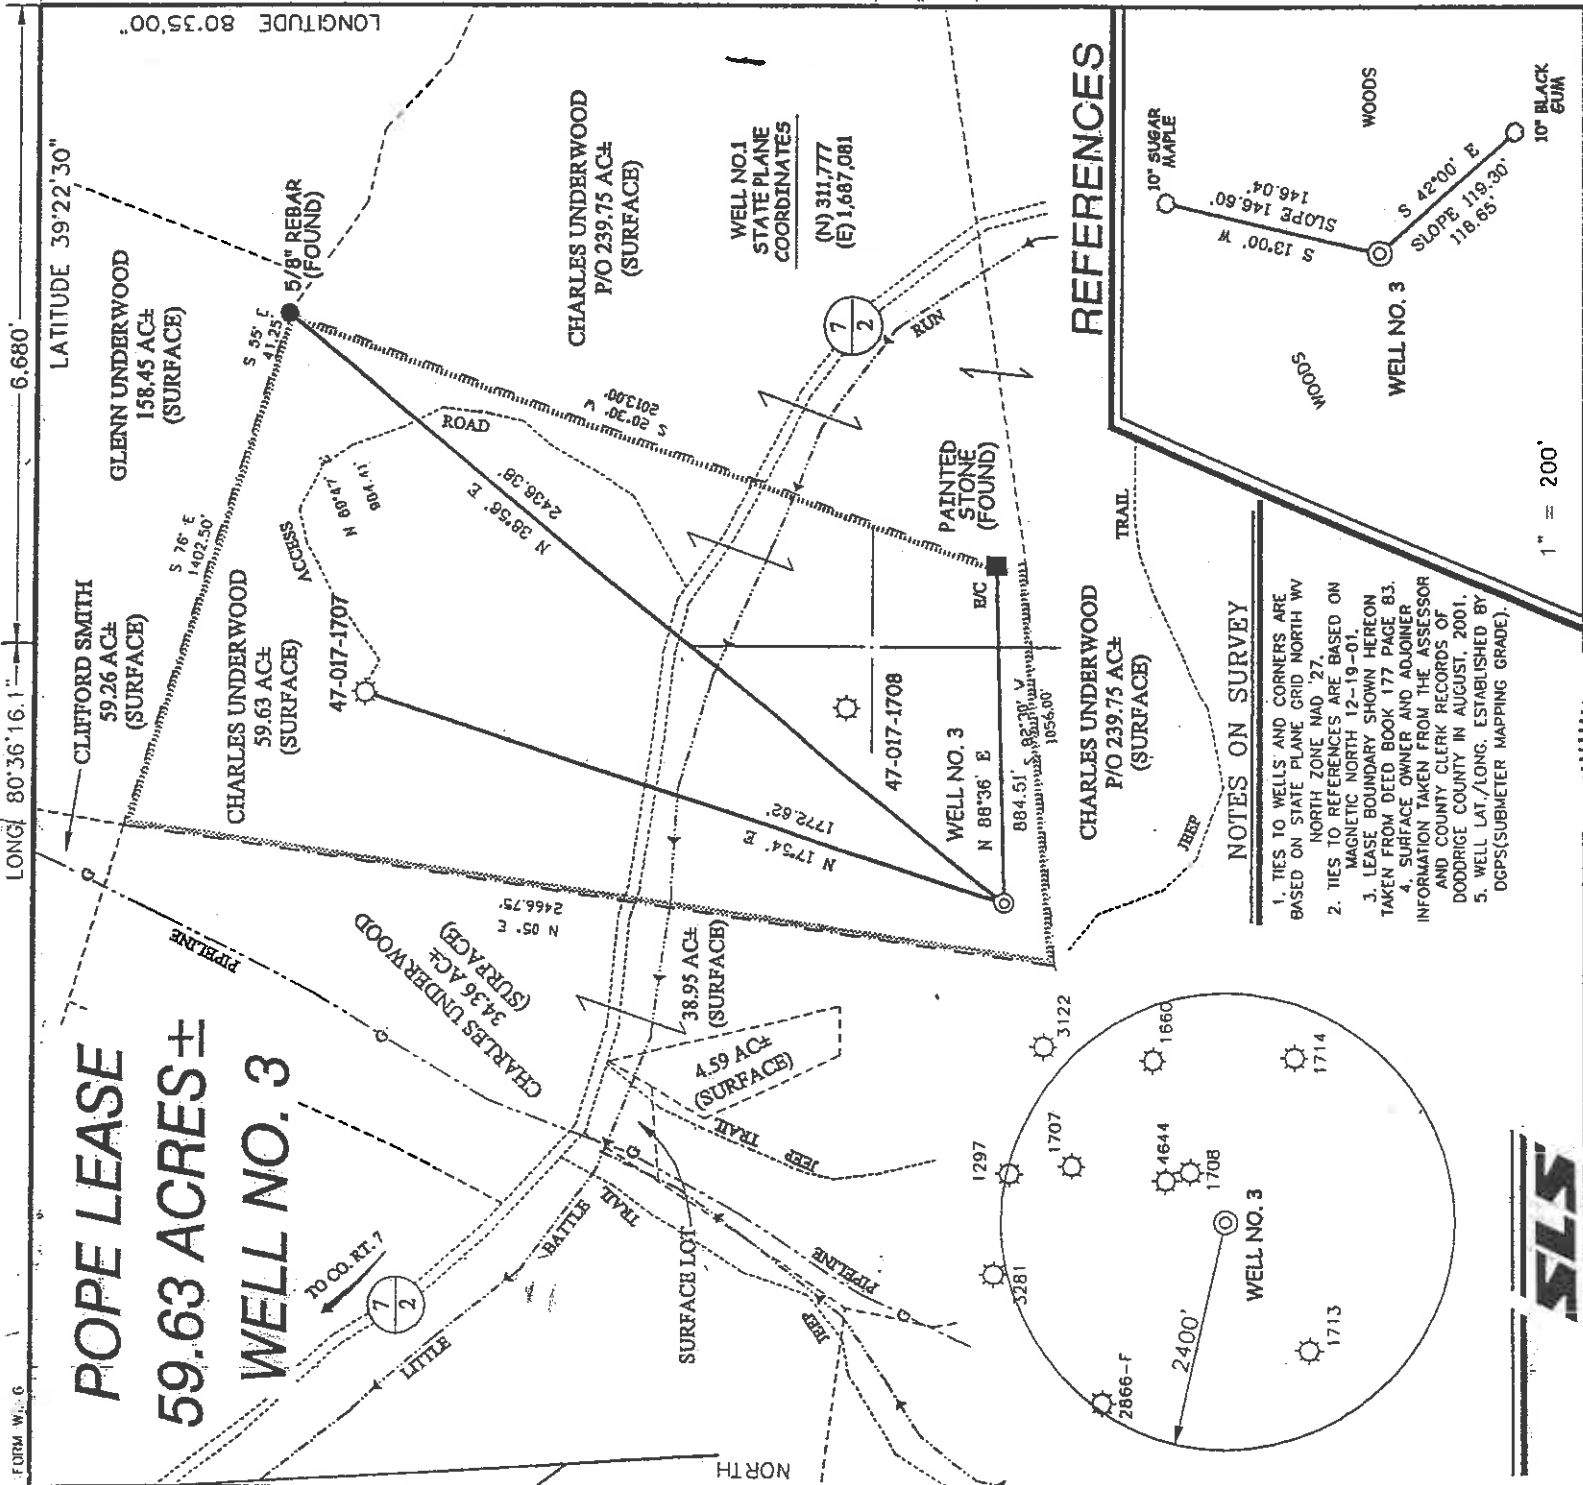 FORM W. G
POPE LEASE
59.63 ACRES±
WELL NO. 3
LONG. 80°36'16.1"
6,680'
LATITUDE 39°22'30"
LONGITUDE 80°35'00"
CLIFFORD SMITH
59.26 AC±
(SURFACE)
GLENN UNDERWOOD
158.45 AC±
(SURFACE)
S 76° E
1402.50'
S 55° E
41.25'
5/8" REBAR
(FOUND)
CHARLES UNDERWOOD
59.63 AC±
(SURFACE)
47-017-1707
ACCESS
ROAD
904.41'
N 38°56' E
2436.38'
S 20°30' W
2013.00'
CHARLES UNDERWOOD
P/O 239.75 AC±
(SURFACE)
WELL NO.1
STATE PLANE
COORDINATES
(N) 311,777
(E) 1,687,081
7
2
RUN
PIPELINE
G
G
CHARLES UNDERWOOD
34.36 AC±
(SURFACE)
N 05° E
2466.75'
N 17°54' E
1772.62'
47-017-1708
WELL NO. 3
N 88°36' E
884.51'
B/C
PAINTED
STONE
(FOUND)
S 82°30' W
1056.00'
38.95 AC±
(SURFACE)
4.59 AC±
(SURFACE)
TO CO. RT. 7
7
2
LITTLE
BATTLE
JEEP
TRAIL
TRAIL
G
SURFACE LOT
PIPELINE
G
JEEP
NORTH
CHARLES UNDERWOOD
P/O 239.75 AC±
(SURFACE)
JEEP
TRAIL
NOTES ON SURVEY
1. TIES TO WELLS AND CORNERS ARE
BASED ON STATE PLANE GRID NORTH WV
NORTH ZONE NAD '27.
2. TIES TO REFERENCES ARE BASED ON
MAGNETIC NORTH 12-19-01.
3. LEASE BOUNDARY SHOWN HEREON
TAKEN FROM DEED BOOK 177 PAGE 83.
4. SURFACE OWNER AND ADJOINER
INFORMATION TAKEN FROM THE ASSESSOR
AND COUNTY CLERK RECORDS OF
DODDRIGE COUNTY IN AUGUST, 2001.
5. WELL LAT./LONG. ESTABLISHED BY
DGPS(SUBMETER MAPPING GRADE).
REFERENCES
10" SUGAR
MAPLE
S 13°00' W
SLOPE 146.60'
146.04'
WOODS
WOODS
WELL NO. 3
S 42°00' E
SLOPE 119.30'
118.65'
10" BLACK
GUM
1" = 200'
3122
1660
1714
1297
1707
4644
1708
WELL NO. 3
3281
2866-F
2400'
1713
SLS